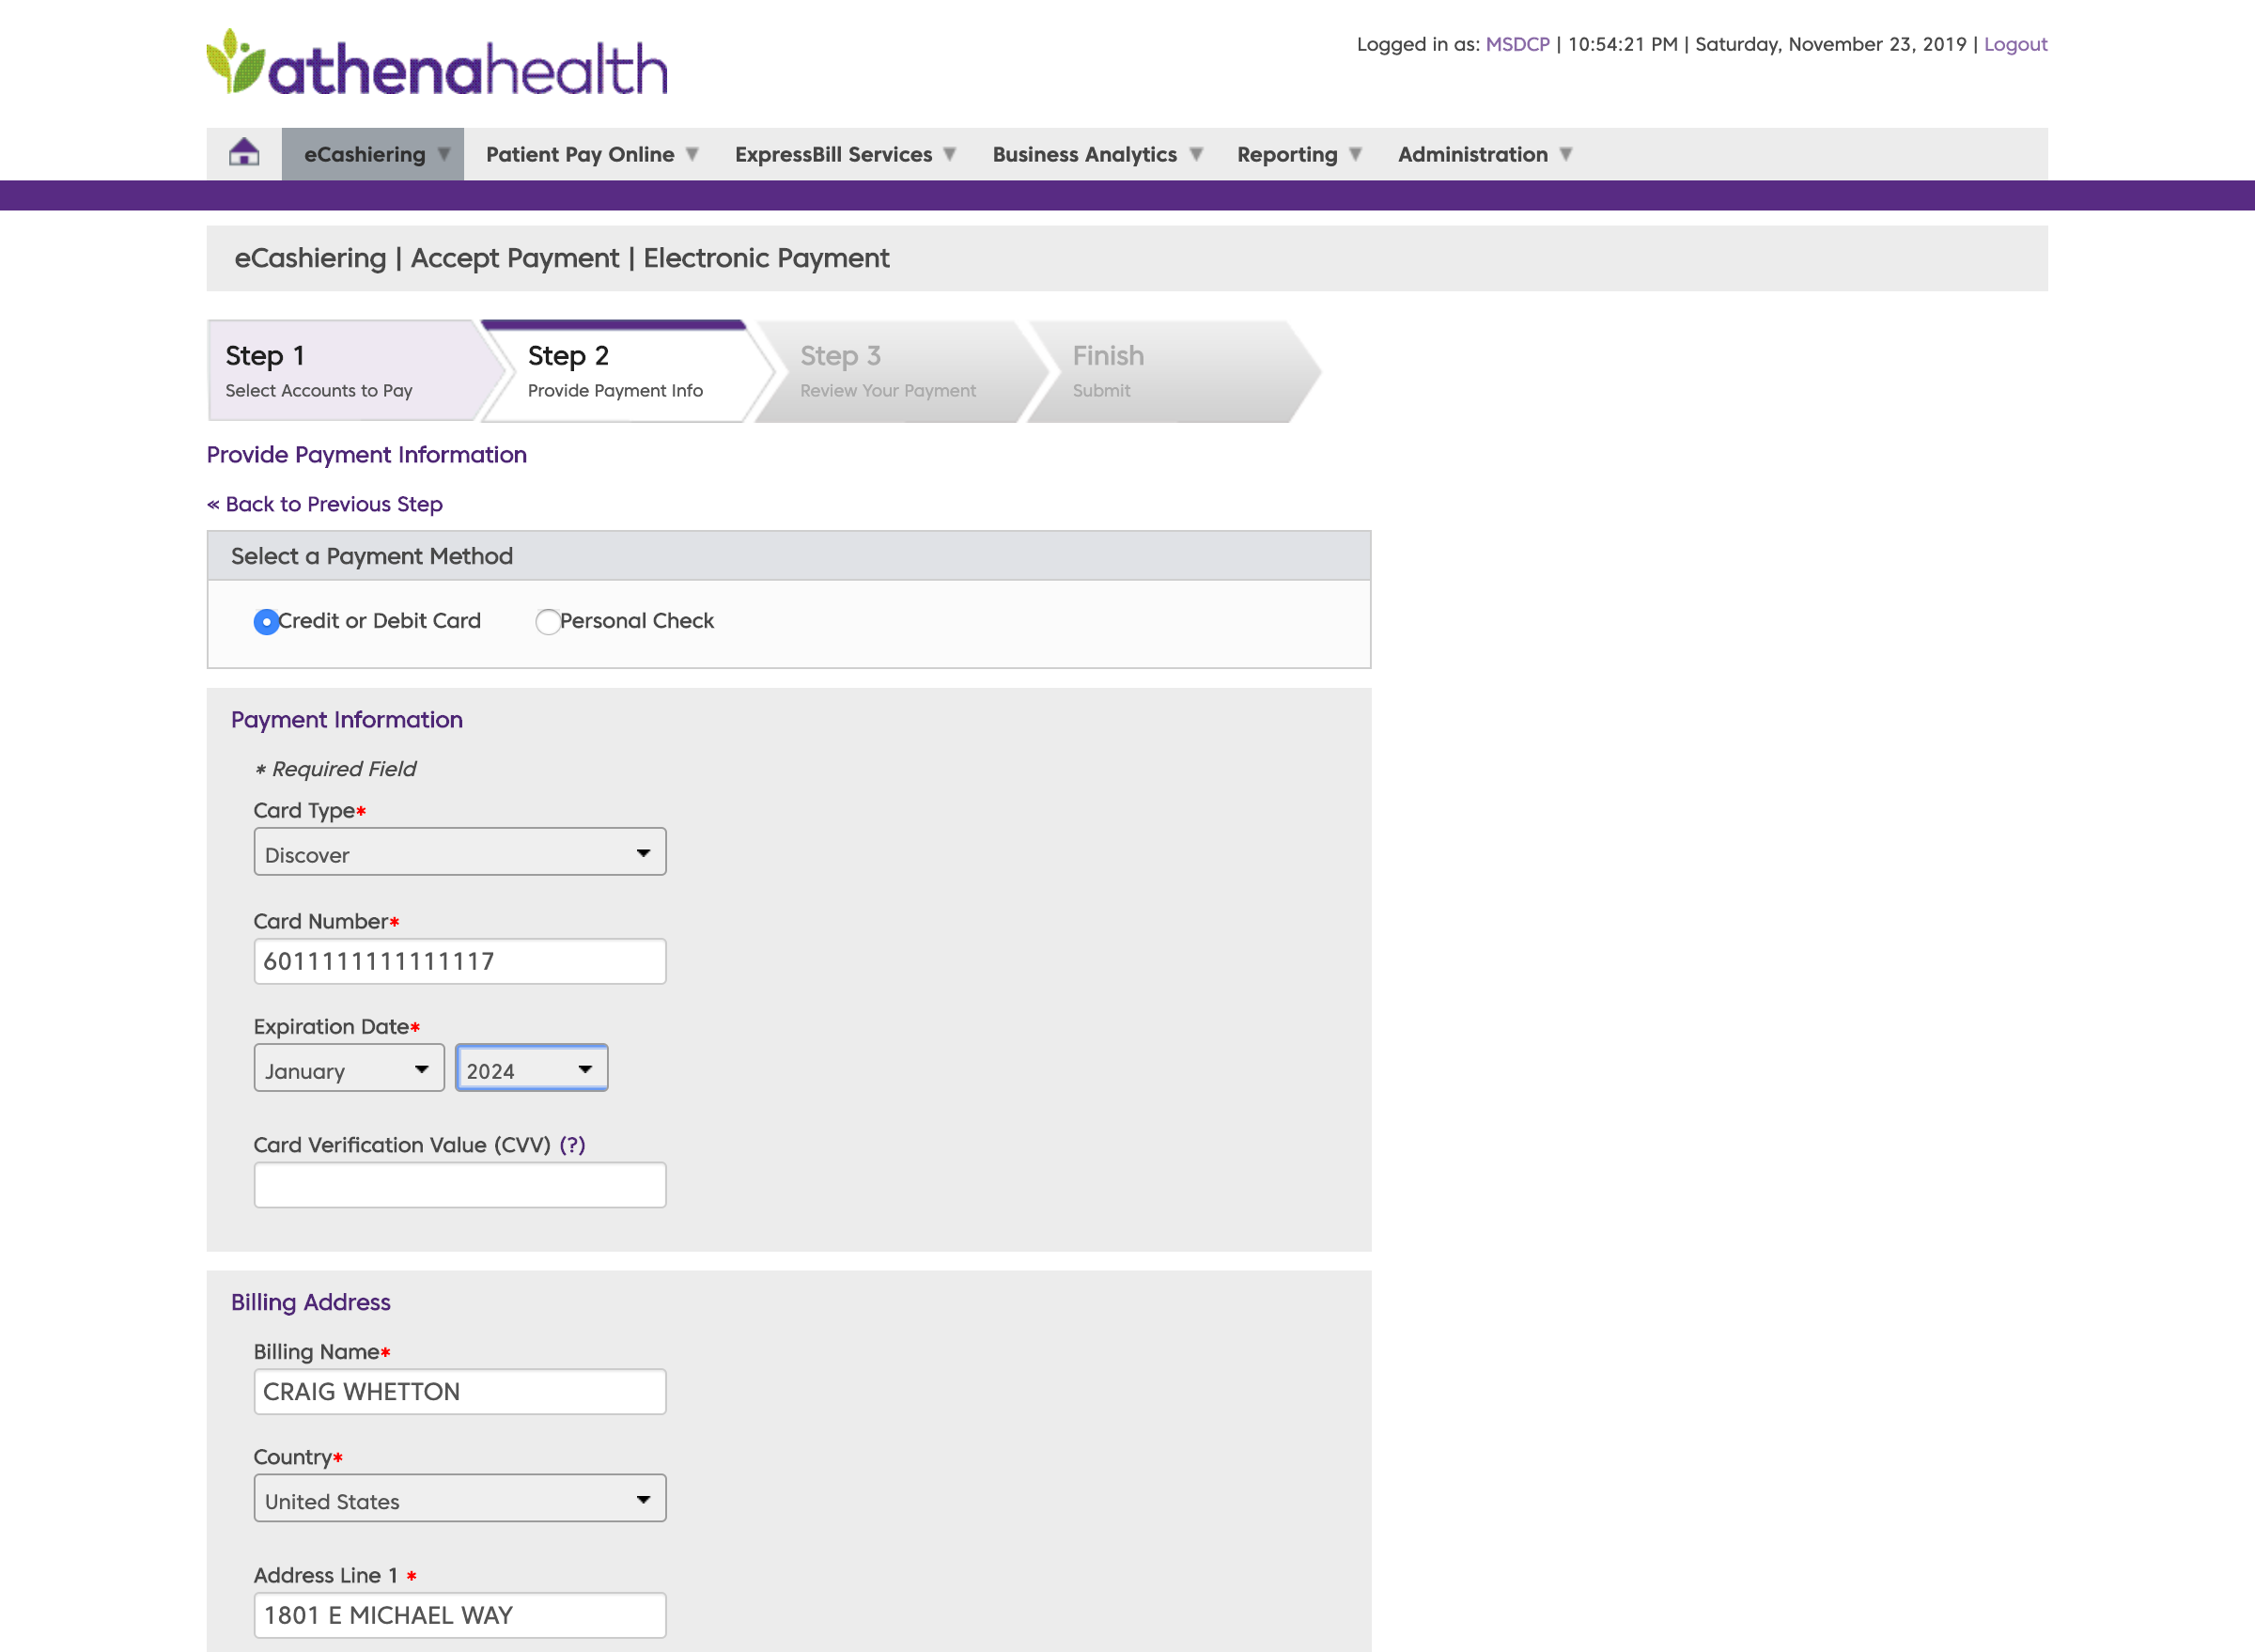 athenahealth
Logged in as: MSDCP | 10:54:21 PM | Saturday, November 23, 2019 | Logout
eCashiering ▼ Patient Pay Online ▼ ExpressBill Services ▼ Business Analytics ▼ Reporting ▼ Administration ▼
eCashiering | Accept Payment | Electronic Payment
Step 1
Select Accounts to Pay
Step 2
Provide Payment Info
Step 3
Review Your Payment
Finish
Submit
Provide Payment Information
« Back to Previous Step
Select a Payment Method
Credit or Debit Card
Personal Check
Payment Information
* Required Field
Card Type*
Discover
Card Number*
6011111111111117
Expiration Date*
January
2024
Card Verification Value (CVV) (?)
Billing Address
Billing Name*
CRAIG WHETTON
Country*
United States
Address Line 1 *
1801 E MICHAEL WAY